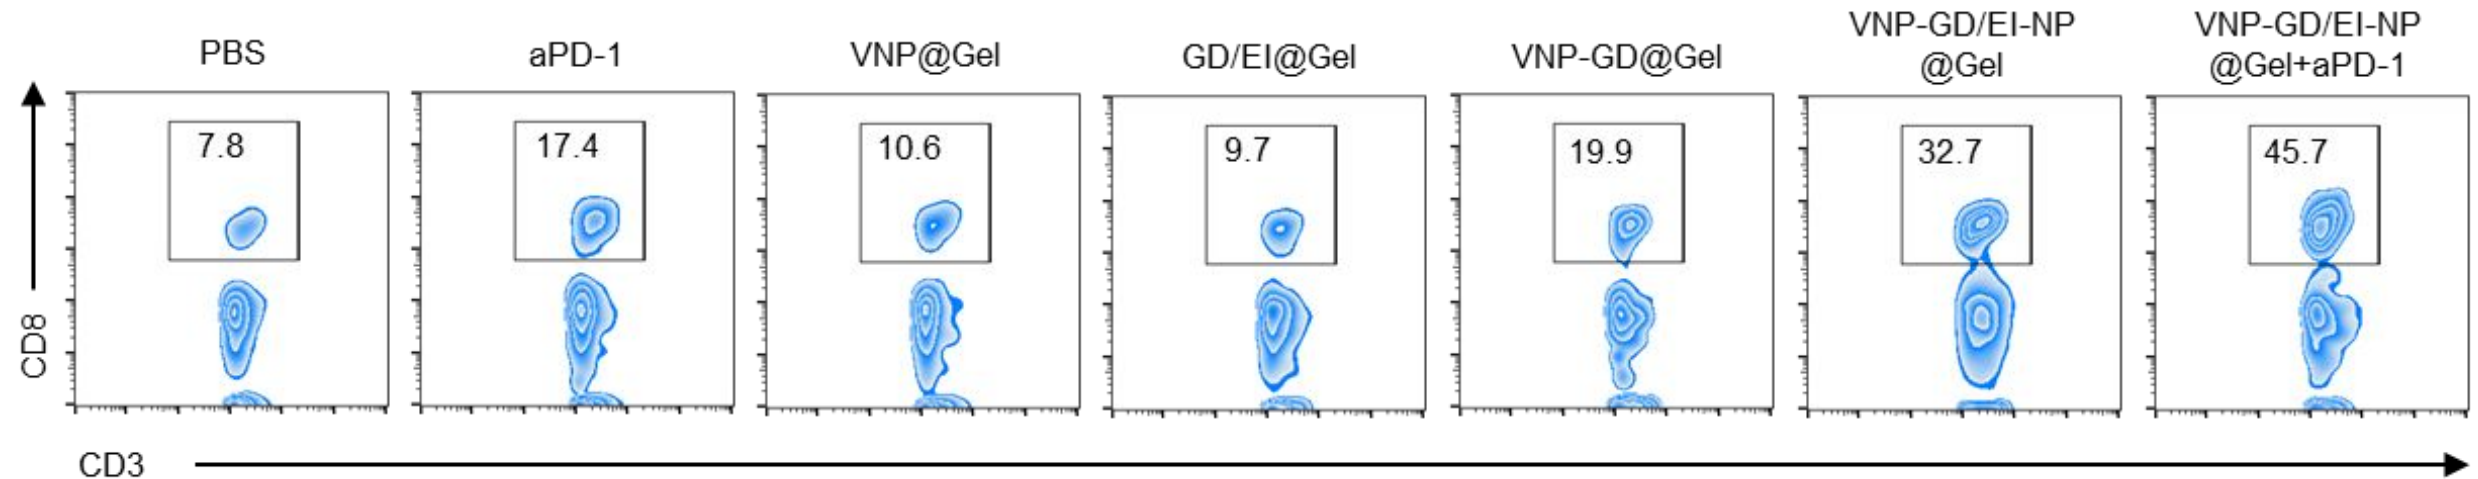 PBS
aPD-1
VNP@Gel
GD/EI@Gel
VNP-GD@Gel
VNP-GD/EI-NP
@Gel
VNP-GD/EI-NP
@Gel+aPD-1
7.8
17.4
10.6
9.7
19.9
32.7
45.7
CD8
CD3